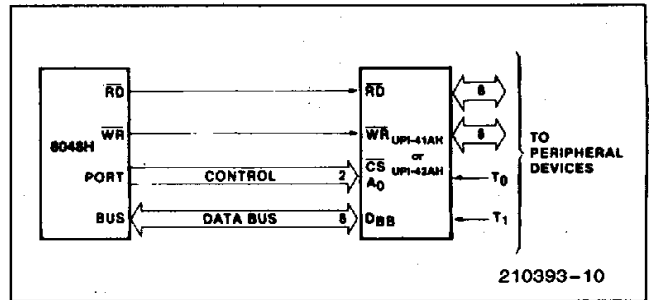 8048H
RD
WR
PORT
BUS
CONTROL
2
DATA BUS
8
RD
WR
UPI-41AH
or
UPI-42AH
CS
A0
DBB
8
8
T0
T1
TO
PERIPHERAL
DEVICES
210393-10